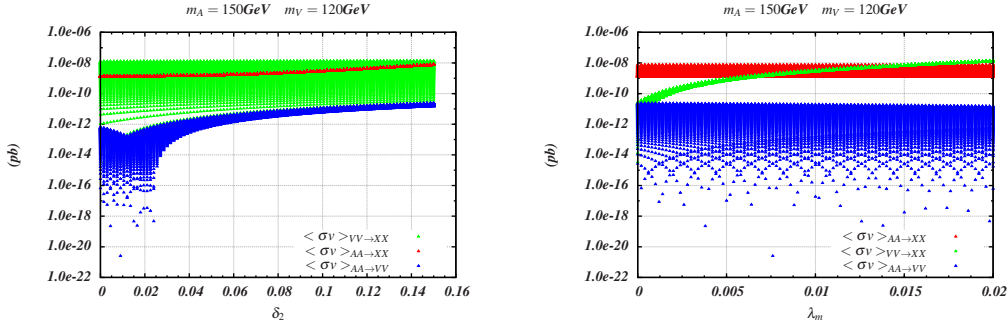 m_A = 150GeV m_V = 120GeV
1.0e-06
1.0e-08
1.0e-10
1.0e-12
1.0e-14
1.0e-16
1.0e-18
1.0e-20
1.0e-22
(pb)
< σv >_{VV→XX}
< σv >_{AA→XX}
< σv >_{AA→VV}
0 0.02 0.04 0.06 0.08 0.1 0.12 0.14 0.16
δ_2
m_A = 150GeV m_V = 120GeV
1.0e-06
1.0e-08
1.0e-10
1.0e-12
1.0e-14
1.0e-16
1.0e-18
1.0e-20
1.0e-22
(pb)
< σv >_{AA→XX}
< σv >_{VV→XX}
< σv >_{AA→VV}
0 0.005 0.01 0.015 0.02
λ_m